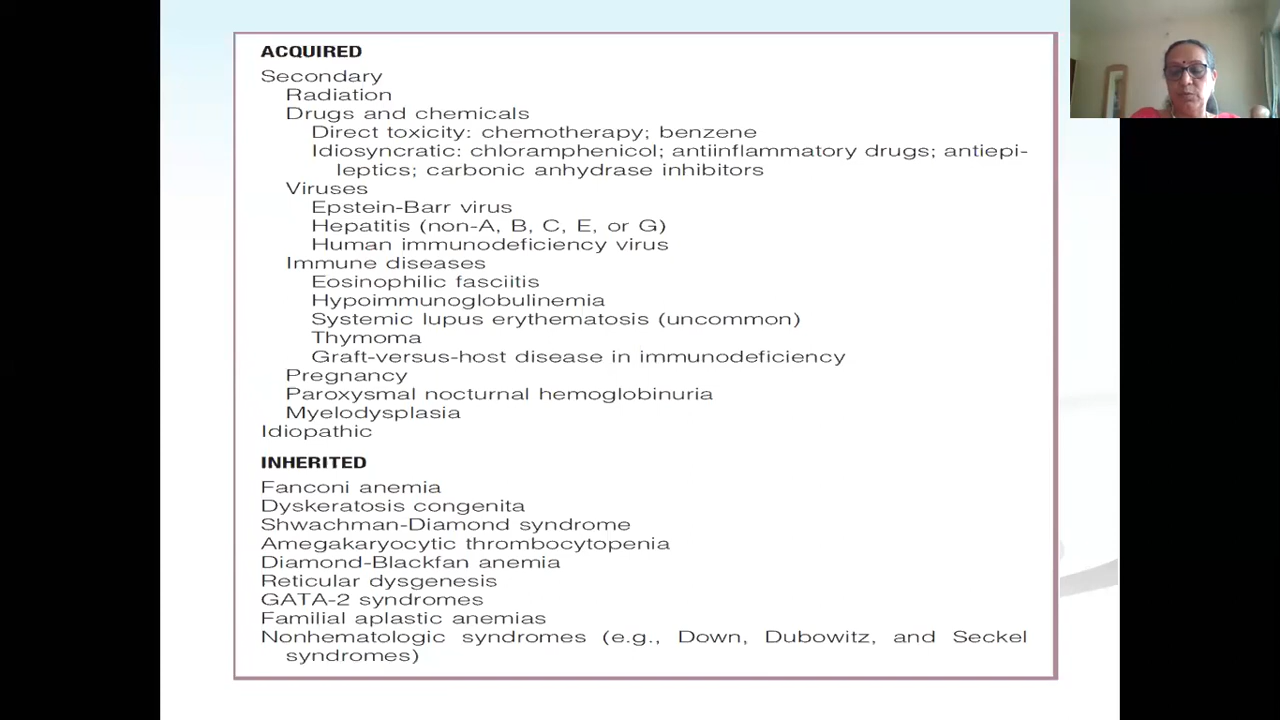 ACQUIRED
Secondary
Radiation
Drugs and chemicals
Direct toxicity: chemotherapy; benzene
Idiosyncratic: chloramphenicol; antiinflammatory drugs; antiepi-
leptics; carbonic anhydrase inhibitors
Viruses
Epstein-Barr virus
Hepatitis (non-A, B, C, E, or G)
Human immunodeficiency virus
Immune diseases
Eosinophilic fasciitis
Hypoimmunoglobulinemia
Systemic lupus erythematosis (uncommon)
Thymoma
Graft-versus-host disease in immunodeficiency
Pregnancy
Paroxysmal nocturnal hemoglobinuria
Myelodysplasia
Idiopathic
INHERITED
Fanconi anemia
Dyskeratosis congenita
Shwachman-Diamond syndrome
Amegakaryocytic thrombocytopenia
Diamond-Blackfan anemia
Reticular dysgenesis
GATA-2 syndromes
Familial aplastic anemias
Nonhematologic syndromes (e.g., Down, Dubowitz, and Seckel
syndromes)